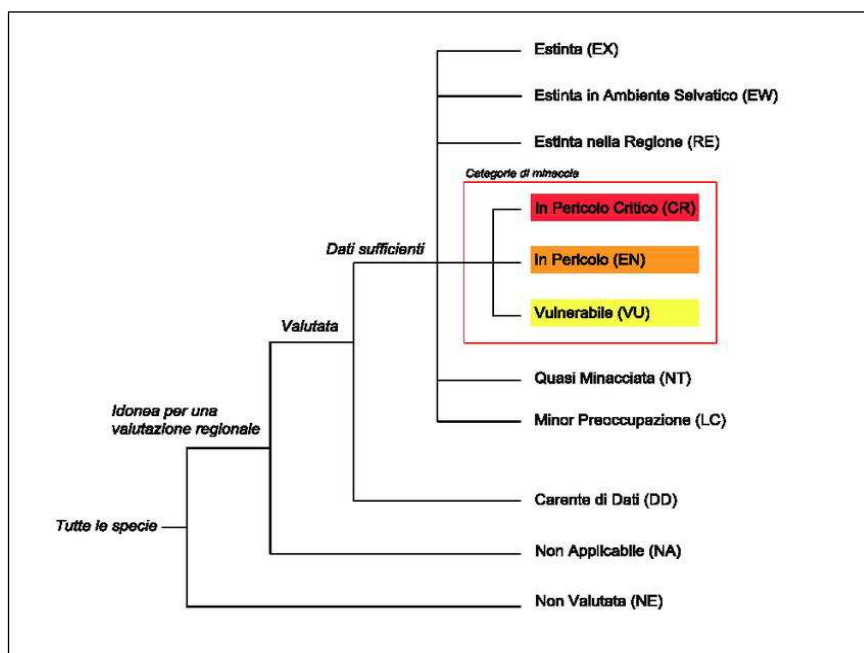 Estinta (EX)
Estinta in Ambiente Selvatico (EW)
Estinta nella Regione (RE)
Categorie di minaccia
In Pericolo Critico (CR)
Dati sufficienti
In Pericolo (EN)
Vulnerabile (VU)
Valutata
Quasi Minacciata (NT)
Idonea per una
valutazione regionale
Minor Preoccupazione (LC)
Carente di Dati (DD)
Tutte le specie
Non Applicabile (NA)
Non Valutata (NE)